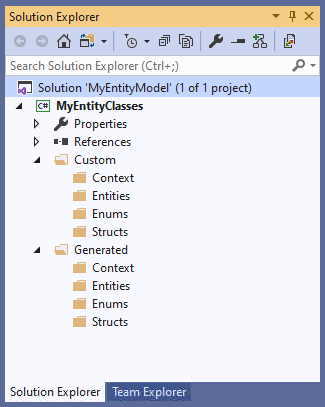 Solution Explorer
Search Solution Explorer (Ctrl+;)
Solution 'MyEntityModel' (1 of 1 project)
C# MyEntityClasses
Properties
References
Custom
Context
Entities
Enums
Structs
Generated
Context
Entities
Enums
Structs
Solution Explorer Team Explorer